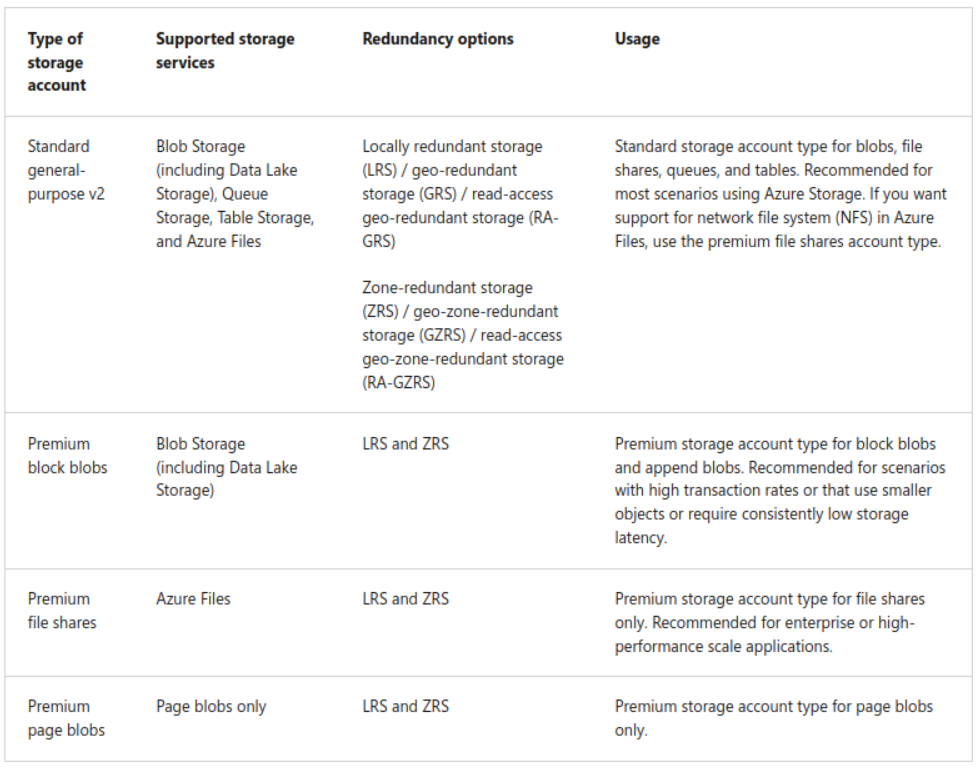 Type of
storage
account
Supported storage
services
Redundancy options
Usage
Standard
general-
purpose v2
Blob Storage
(including Data Lake
Storage), Queue
Storage, Table Storage,
and Azure Files
Locally redundant storage
(LRS) / geo-redundant
storage (GRS) / read-access
geo-redundant storage (RA-
GRS)
Zone-redundant storage
(ZRS) / geo-zone-redundant
storage (GZRS) / read-access
geo-zone-redundant storage
(RA-GZRS)
Standard storage account type for blobs, file
shares, queues, and tables. Recommended for
most scenarios using Azure Storage. If you want
support for network file system (NFS) in Azure
Files, use the premium file shares account type.
Premium
block blobs
Blob Storage
(including Data Lake
Storage)
LRS and ZRS
Premium storage account type for block blobs
and append blobs. Recommended for scenarios
with high transaction rates or that use smaller
objects or require consistently low storage
latency.
Premium
file shares
Azure Files
LRS and ZRS
Premium storage account type for file shares
only. Recommended for enterprise or high-
performance scale applications.
Premium
page blobs
Page blobs only
LRS and ZRS
Premium storage account type for page blobs
only.